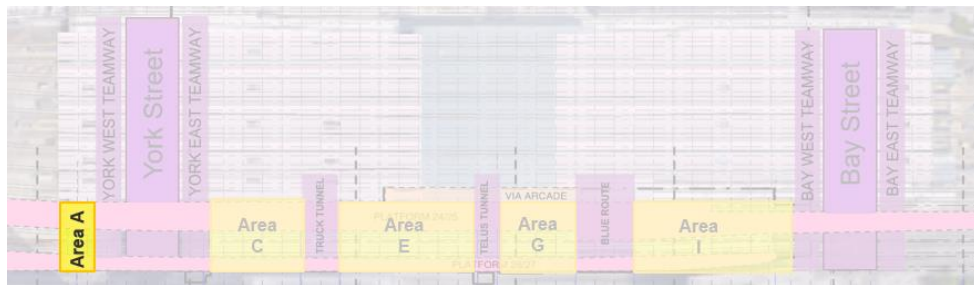 YORK WEST TEAMWAY
York Street
YORK EAST TEAMWAY
BAY WEST TEAMWAY
Bay Street
BAY EAST TEAMWAY
Area A
Area
C
TRUCK TUNNEL
PLATFORM 24/25
Area
E
TELUS TUNNEL
VIA ARCADE
Area
G
BLUE ROUTE
Area
I
PLATFORM 26/27